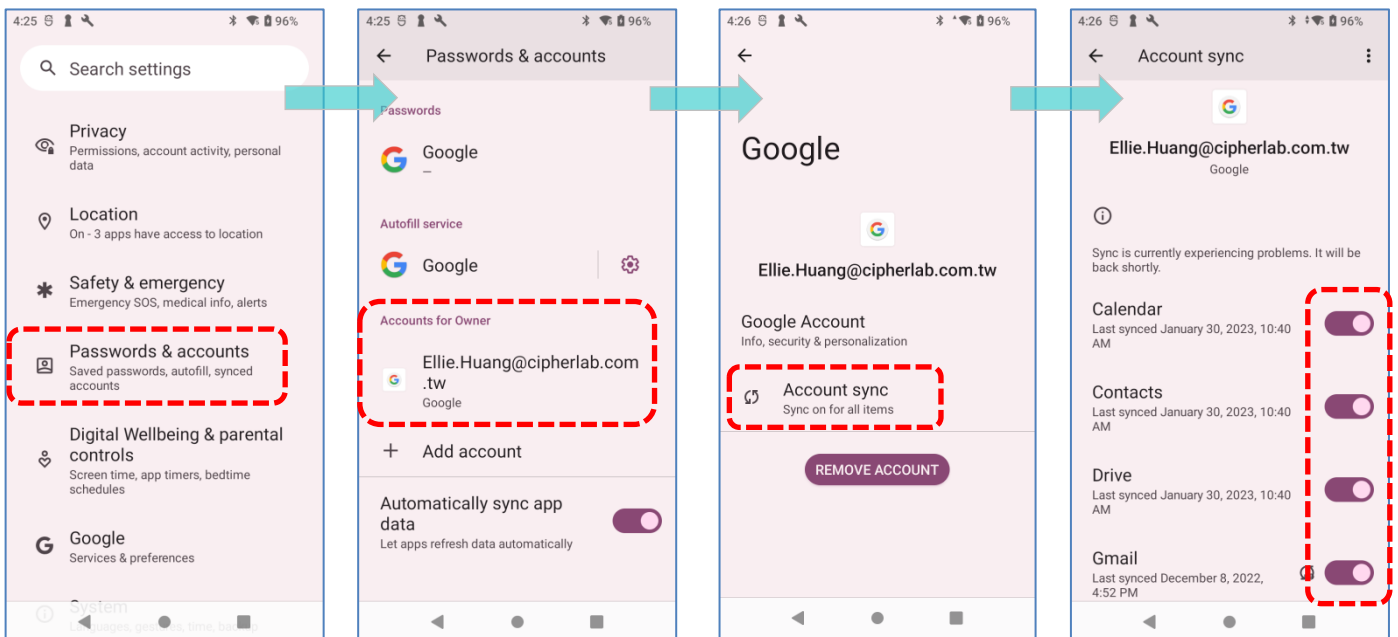 4:25
96%
Search settings
Privacy
Permissions, account activity, personal
data
Location
On - 3 apps have access to location
Safety & emergency
Emergency SOS, medical info, alerts
Passwords & accounts
Saved passwords, autofill, synced
accounts
Digital Wellbeing & parental
controls
Screen time, app timers, bedtime
schedules
Google
Services & preferences
System
Languages, gestures, time, backup
4:25
96%
Passwords & accounts
Passwords
Google
–
Autofill service
Google
Accounts for Owner
Ellie.Huang@cipherlab.com
.tw
Google
Add account
Automatically sync app
data
Let apps refresh data automatically
4:26
96%
Google
Ellie.Huang@cipherlab.com.tw
Google Account
Info, security & personalization
Account sync
Sync on for all items
REMOVE ACCOUNT
4:26
96%
Account sync
Ellie.Huang@cipherlab.com.tw
Google
Sync is currently experiencing problems. It will be
back shortly.
Calendar
Last synced January 30, 2023, 10:40
AM
Contacts
Last synced January 30, 2023, 10:40
AM
Drive
Last synced January 30, 2023, 10:40
AM
Gmail
Last synced December 8, 2022,
4:52 PM